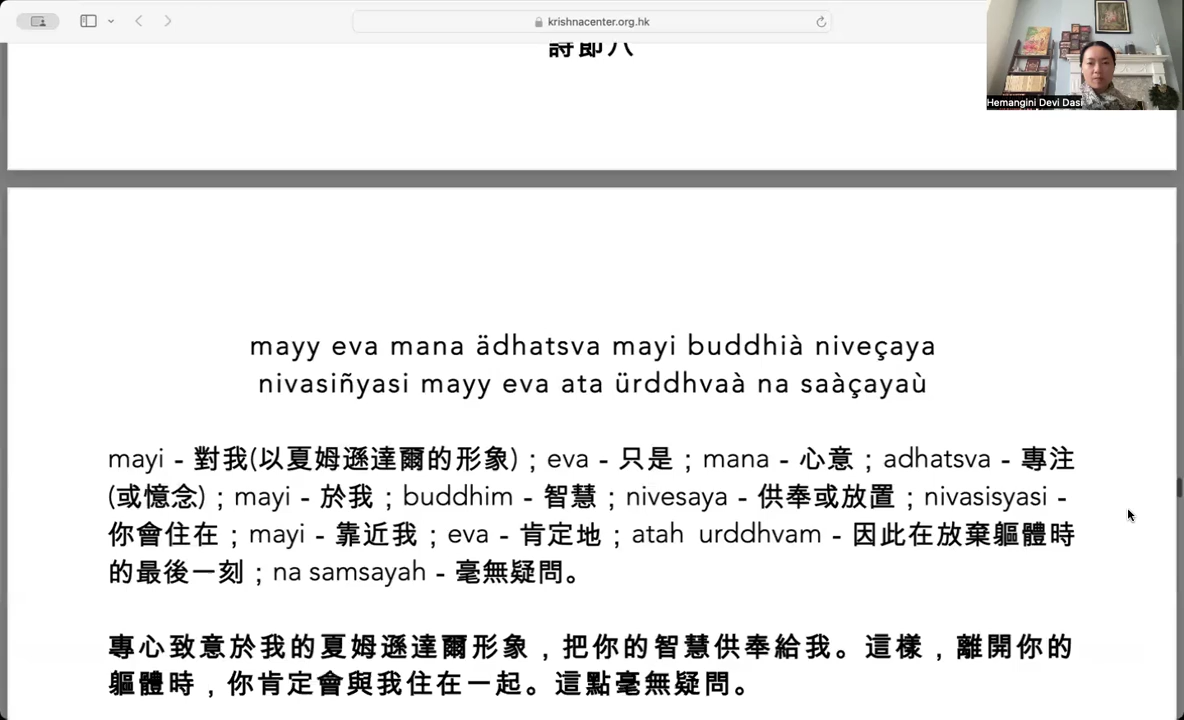 krishnacenter.org.hk
Hemangini Devi Dasi
詩節八
mayy eva mana ädhatsva mayi buddhià niveçaya
nivasiñyasi mayy eva ata ürddhvaà na saàçayaù
mayi - 對我(以夏姆遜達爾的形象)；eva - 只是；mana - 心意；adhatsva - 專注
(或憶念)；mayi - 於我；buddhim - 智慧；nivesaya - 供奉或放置；nivasisyasi -
你會住在；mayi - 靠近我；eva - 肯定地；atah urddhvam - 因此在放棄軀體時
的最後一刻；na samsayah - 毫無疑問。
專心致意於我的夏姆遜達爾形象，把你的智慧供奉給我。這樣，離開你的
軀體時，你肯定會與我住在一起。這點毫無疑問。